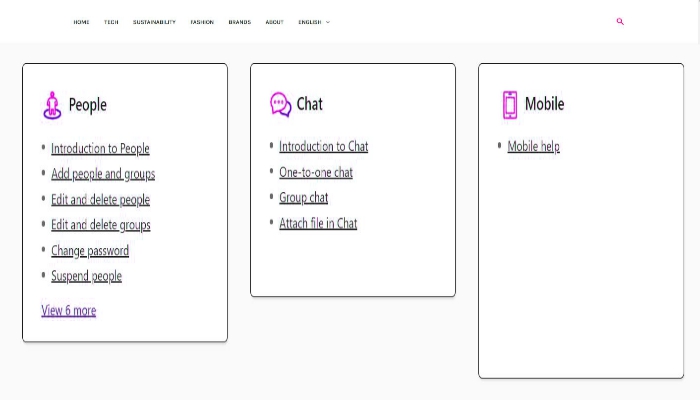 HOME TECH SUSTAINABILITY FASHION BRANDS ABOUT ENGLISH
People
Introduction to People
Add people and groups
Edit and delete people
Edit and delete groups
Change password
Suspend people
View 6 more
Chat
Introduction to Chat
One-to-one chat
Group chat
Attach file in Chat
Mobile
Mobile help